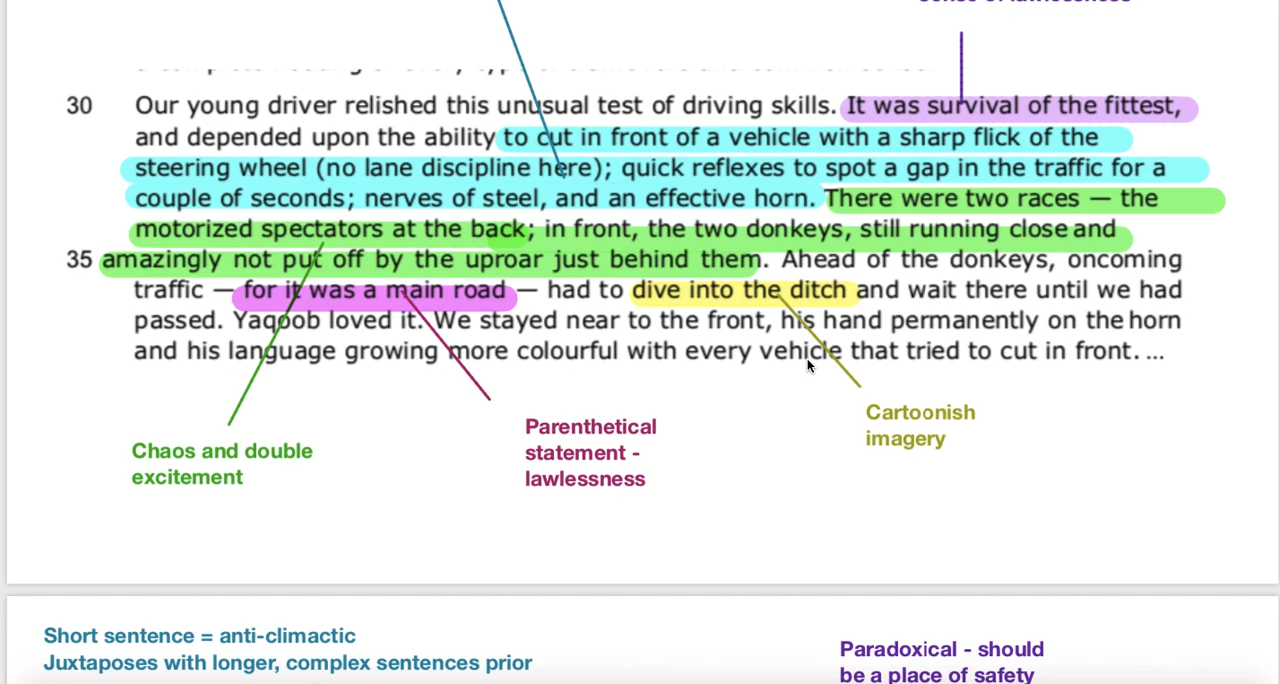 30 Our young driver relished this unusual test of driving skills. It was survival of the fittest,
and depended upon the ability to cut in front of a vehicle with a sharp flick of the
steering wheel (no lane discipline here); quick reflexes to spot a gap in the traffic for a
couple of seconds; nerves of steel, and an effective horn. There were two races — the
motorized spectators at the back; in front, the two donkeys, still running close and
35 amazingly not put off by the uproar just behind them. Ahead of the donkeys, oncoming
traffic — for it was a main road — had to dive into the ditch and wait there until we had
passed. Yaqoob loved it. We stayed near to the front, his hand permanently on the horn
and his language growing more colourful with every vehicle that tried to cut in front. ...
Chaos and double
excitement
Parenthetical
statement -
lawlessness
Cartoonish
imagery
Short sentence = anti-climactic
Juxtaposes with longer, complex sentences prior
Paradoxical - should
be a place of safety